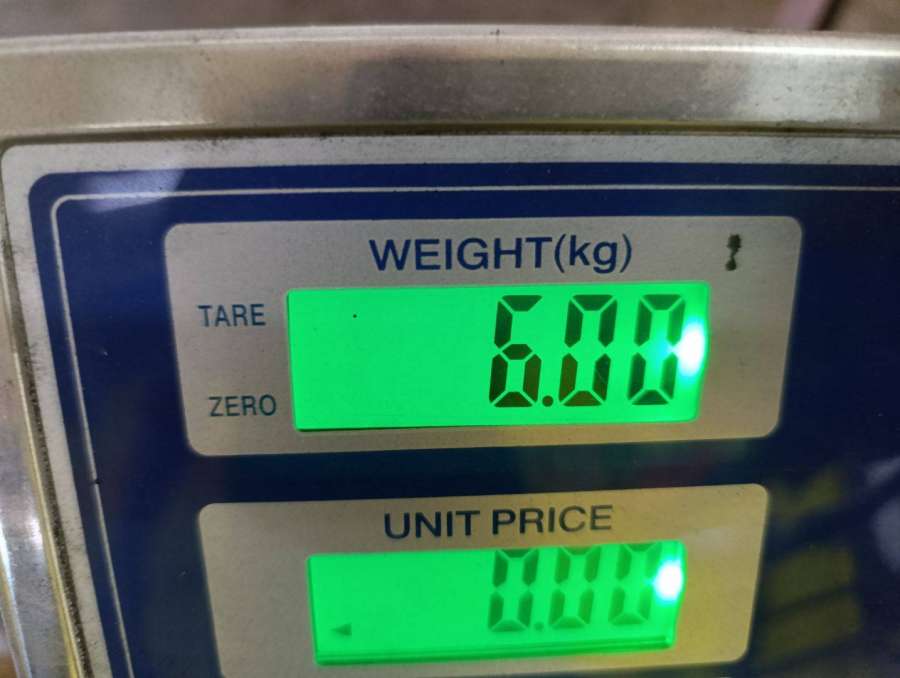 WEIGHT(kg)
TARE
6.00
ZERO
UNIT PRICE
0.00